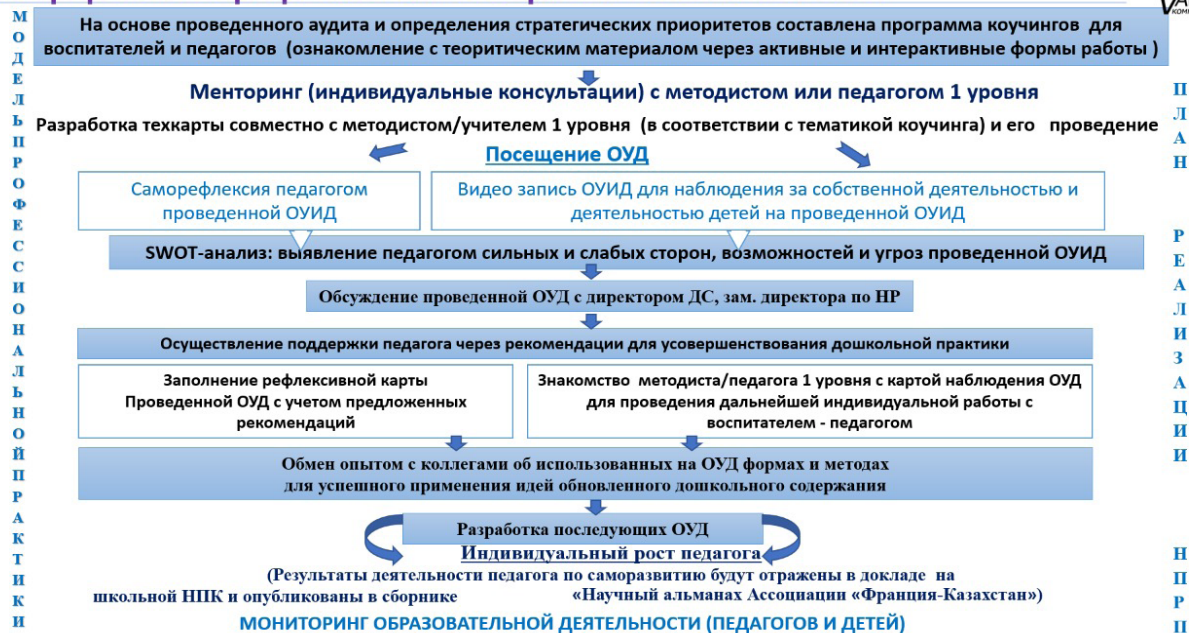 На основе проведенного аудита и определения стратегических приоритетов составлена программа коучингов для
воспитателей и педагогов (ознакомление с теоритическим материалом через активные и интерактивные формы работы )
Менторинг (индивидуальные консультации) с методистом или педагогом 1 уровня
Разработка техкарты совместно с методистом/учителем 1 уровня (в соответствии с тематикой коучинга) и его проведение
Посещение ОУД
Саморефлексия педагогом
проведенной ОУИД
Видео запись ОУИД для наблюдения за собственной деятельностью и
деятельностью детей на проведенной ОУИД
SWOT-анализ: выявление педагогом сильных и слабых сторон, возможностей и угроз проведенной ОУИД
Обсуждение проведенной ОУД с директором ДС, зам. директора по НР
Осуществление поддержки педагога через рекомендации для усовершенствования дошкольной практики
Заполнение рефлексивной карты
Проведенной ОУД с учетом предложенных
рекомендаций
Знакомство методиста/педагога 1 уровня с картой наблюдения ОУД
для проведения дальнейшей индивидуальной работы с
воспитателем - педагогом
Обмен опытом с коллегами об использованных на ОУД формах и методах
для успешного применения идей обновленного дошкольного содержания
Разработка последующих ОУД
Индивидуальный рост педагога
(Результаты деятельности педагога по саморазвитию будут отражены в докладе на
школьной НПК и опубликованы в сборнике «Научный альманах Ассоциации «Франция-Казахстан»)
МОНИТОРИНГ ОБРАЗОВАТЕЛЬНОЙ ДЕЯТЕЛЬНОСТИ (ПЕДАГОГОВ И ДЕТЕЙ)
МОДЕЛЬПРОФЕССИОНАЛЬНОЙПРАКТИКИ
ПЛАН РЕАЛИЗАЦИИ НПРП